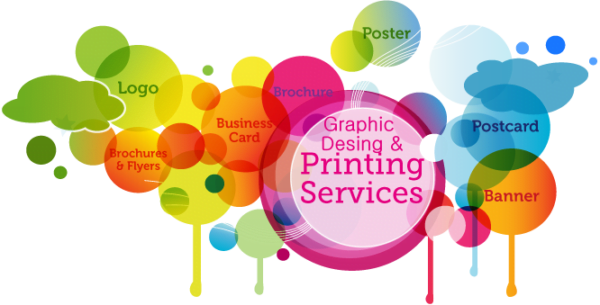 Poster
Logo
Brochure
Business
Card
Graphic
Desing &
Printing
Services
Postcard
Brochures
& Flyers
Banner